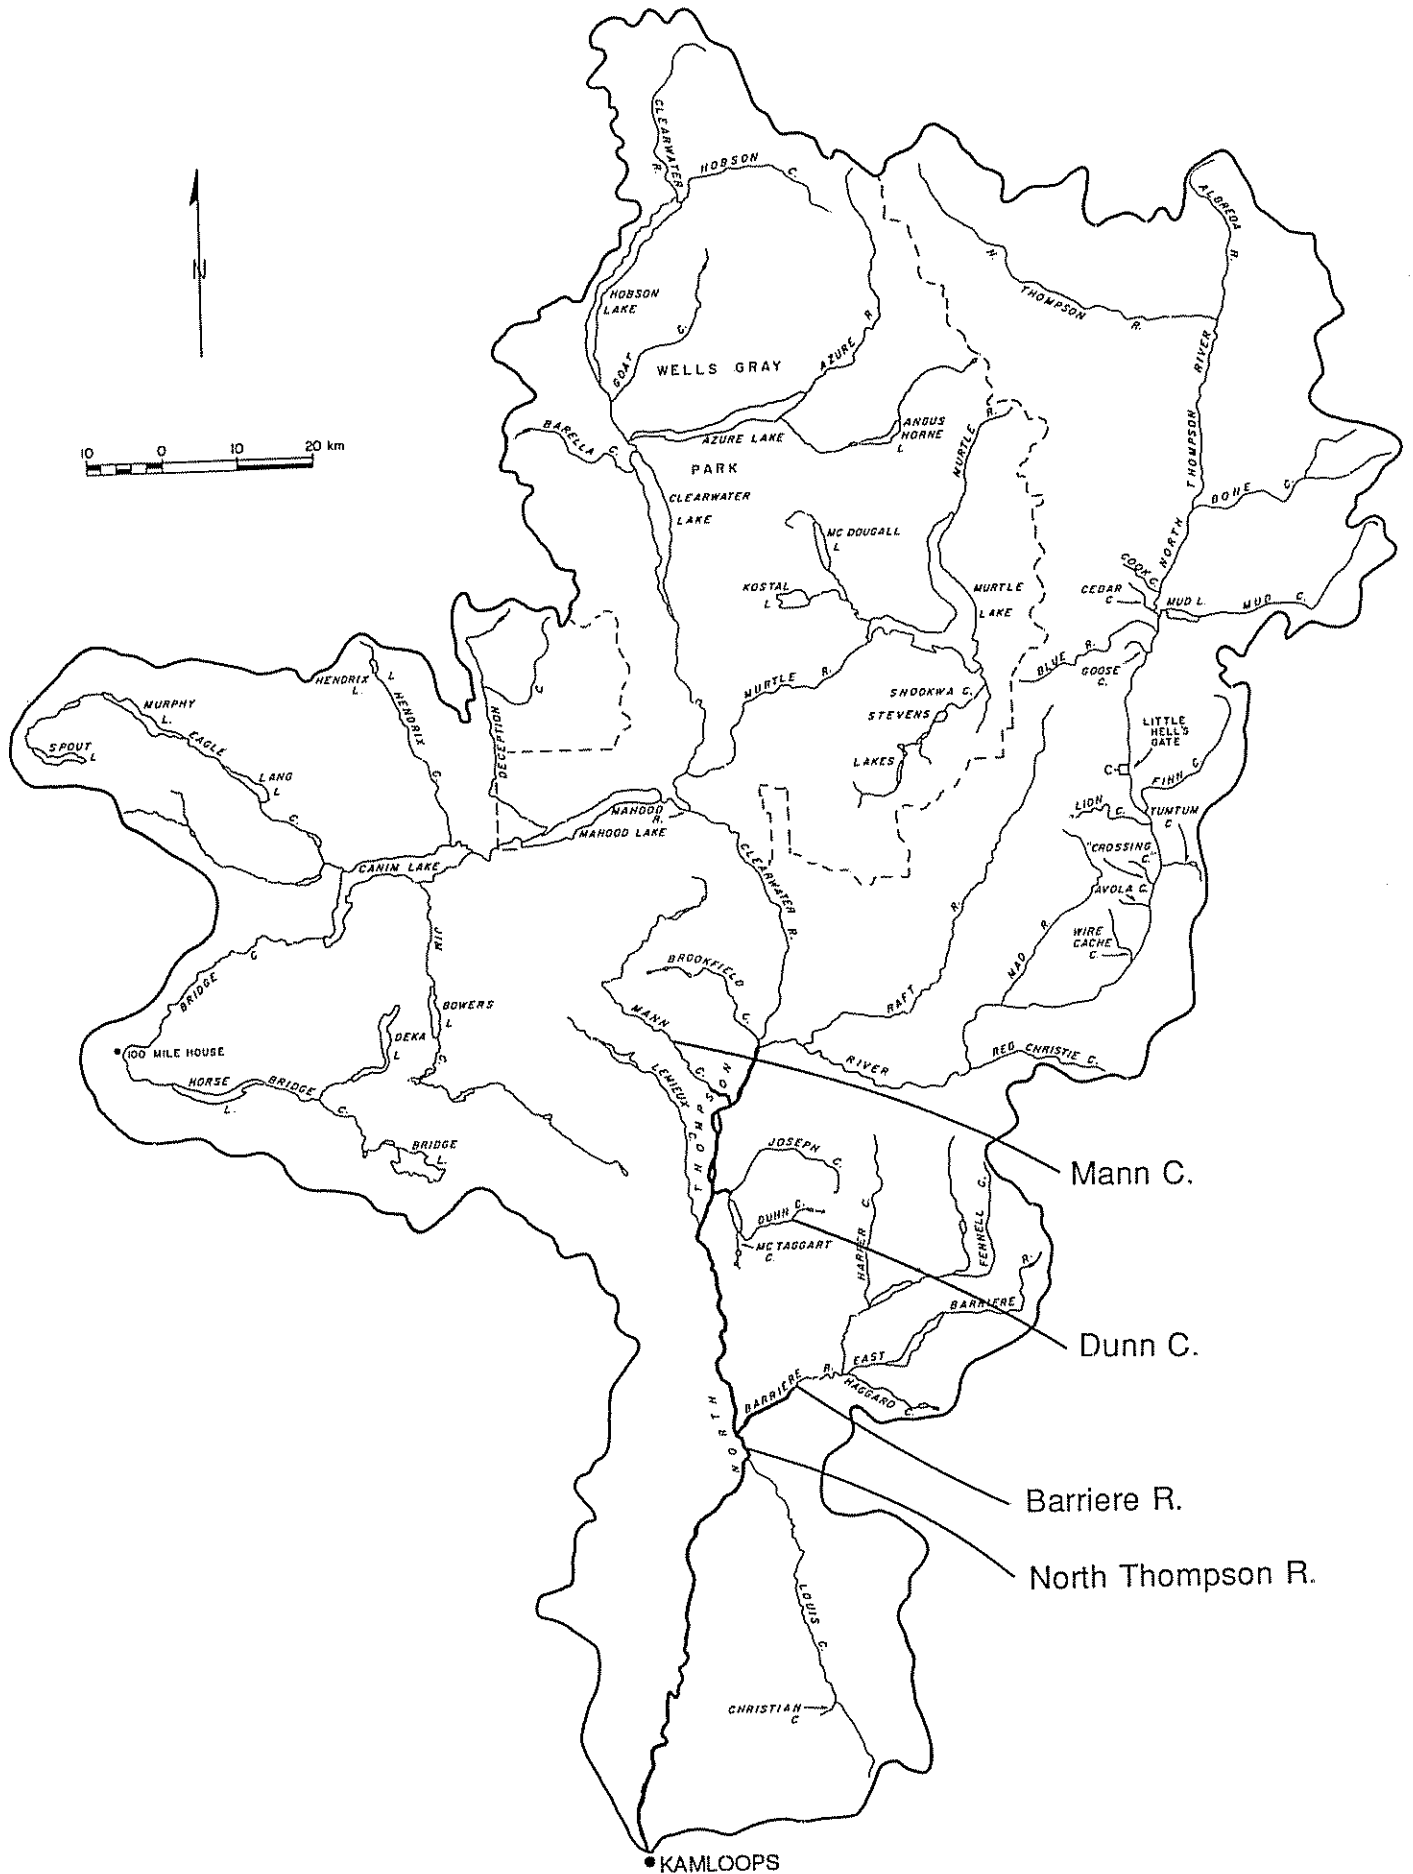 CLEARWATER R.
HOBSON C.
ALBREDA R.
N
HOBSON
LAKE
N. THOMPSON R.
GOAT C.
WELLS GRAY
AZURE R
NORTH THOMPSON RIVER
BARELLA C.
AZURE LAKE
ANGUS
HORNE
L
MURTLE R.
10 0 10 20 km
PARK
CLEARWATER
LAKE
BONE C.
MC DOUGALL
L
KOSTAL
L
MURTLE
LAKE
COOK C.
CEDAR
C
MUD L.
MUD C.
BLUE R.
GOOSE
C.
HENDRIX
L.
HENDRIX C.
L
MURPHY
L.
EAGLE C.
SPOUT
L
LANG
L
DECEPTION C
MURTLE R.
SHOOKWA C.
STEVENS
LAKES
LITTLE
HELL'S
GATE
C
FINN C
LION C.
TUMTUM
C
MAHOOD
R.
MAHOOD LAKE
"CROSSING"
C.
CANIM LAKE
CLEARWATER R.
AVOLA C.
WIRE
CACHE
C.
JIM C.
BRIDGE C
BROOKFIELD C.
MAD R.
RAFT R.
BOWERS
L
DEKA
L
MANN C.
100 MILE HOUSE
RIVER
RED CHRISTIE C.
HORSE
L.
BRIDGE C.
LEMIEUX C.
THOMPSON
BRIDGE
L.
JOSEPH C.
Mann C.
DUNN C.
MC TAGGART
C.
HARPER C.
FENNELL C.
BARRIERE R.
Dunn C.
EAST
BARRIERE R.
HAGGARD C.
NORTH
Barriere R.
North Thompson R.
LOUIS C.
CHRISTIAN
C
KAMLOOPS